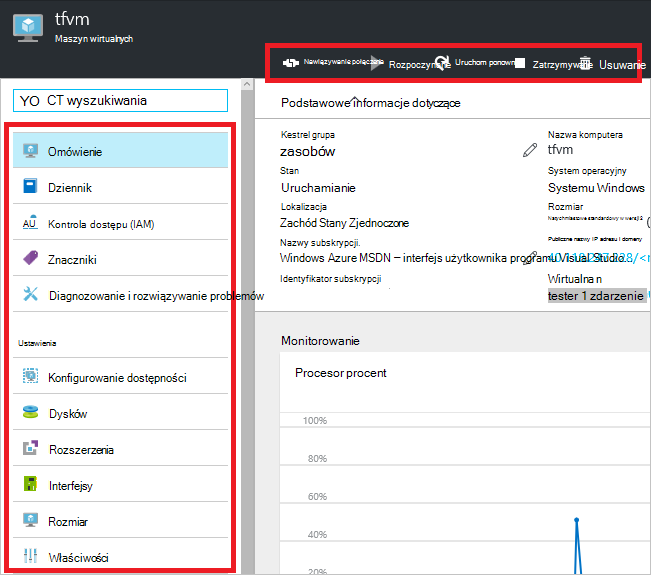 tfvm
Maszyn wirtualnych
Nawiązywanie połączenia Rozpoczynanie Uruchom ponownie Zatrzymywanie Usuwanie
YO CT wyszukiwania
Omówienie
Dziennik
Kontrola dostępu (IAM)
Znaczniki
Diagnozowanie i rozwiązywanie problemów
Ustawienia
Konfigurowanie dostępności
Dysków
Rozszerzenia
Interfejsy
Rozmiar
Właściwości
Podstawowe informacje dotyczące
Kestrel grupa
zasobów
Stan
Uruchamianie
Lokalizacja
Zachód Stany Zjednoczone
Nazwy subskrypcji.
Windows Azure MSDN — interfejs użytkownika programu Visual Studio..
Identyfikator subskrypcji
Nazwa komputera
tfvm
System operacyjny
Systemu Windows
Rozmiar
Natychmiastowe standardowy w wersji 2
Publiczne nazwy IP adresu i domeny
Wirtualna n
tester 1 zdarzenie
Monitorowanie
Procesor procent
100%
80%
60%
40%
20%